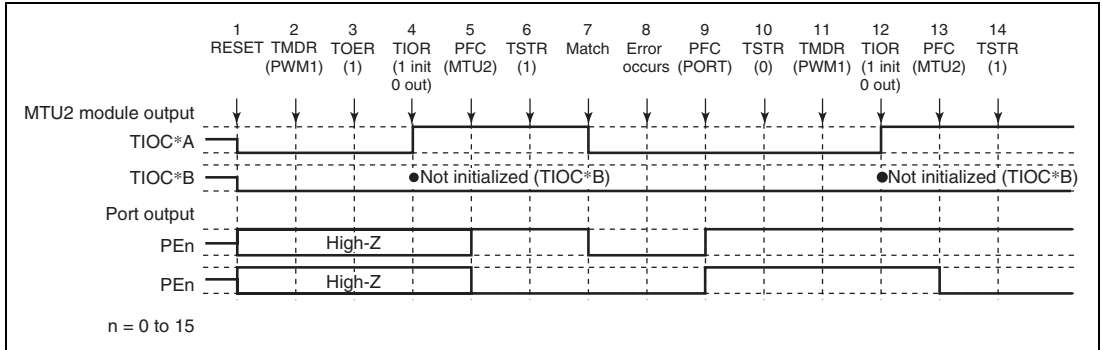 1 2 3 4 5 6 7 8 9 10 11 12 13 14
RESET TMDR TOER TIOR PFC TSTR Match Error PFC TSTR TMDR TIOR PFC TSTR
(PWM1) (1) (1 init (MTU2) (1) occurs (PORT) (0) (PWM1) (1 init (MTU2) (1)
0 out) 0 out)
MTU2 module output
TIOC*A
TIOC*B ●Not initialized (TIOC*B) ●Not initialized (TIOC*B)
Port output
PEn High-Z
PEn High-Z
n = 0 to 15